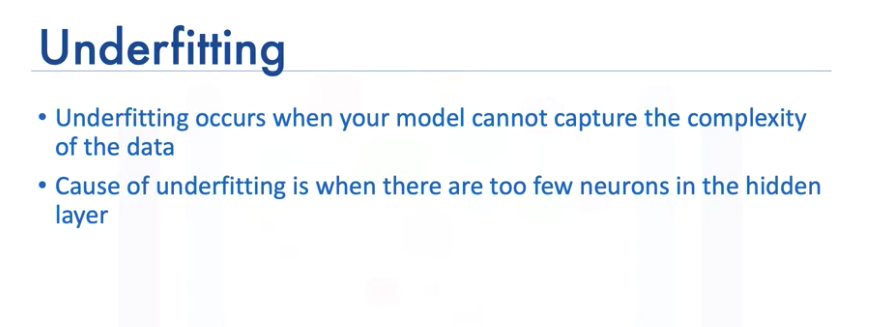 Underfitting
• Underfitting occurs when your model cannot capture the complexity
of the data
• Cause of underfitting is when there are too few neurons in the hidden
layer